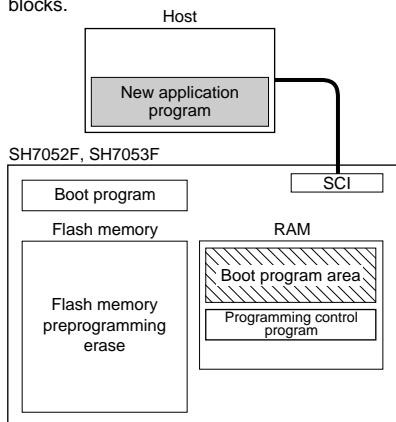 blocks.
Host
New application
program
SH7052F, SH7053F
SCI
Boot program
Flash memory
RAM
Boot program area
Flash memory
preprogramming
erase
Programming control
program